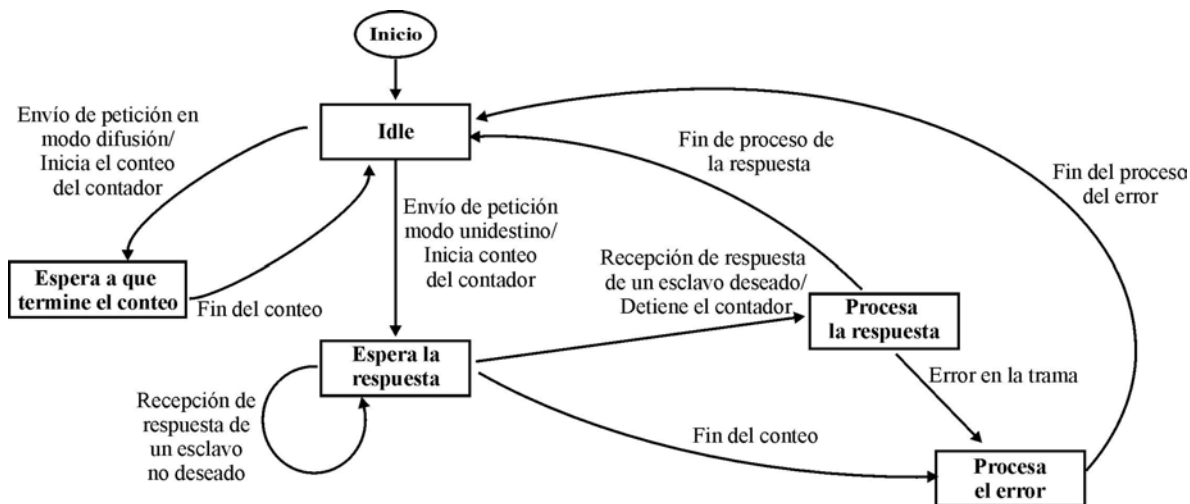 Inicio
Idle
Envío de petición en
modo difusión/
Inicia el conteo
del contador
Fin de proceso de
la respuesta
Fin del proceso
del error
Envío de petición
modo unidestino/
Inicia conteo
del contador
Espera a que
termine el conteo
Fin del conteo
Recepción de respuesta
de un esclavo deseado/
Detiene el contador
Procesa
la respuesta
Espera la
respuesta
Error en la trama
Recepción de
respuesta de
un esclavo
no deseado
Fin del conteo
Procesa
el error